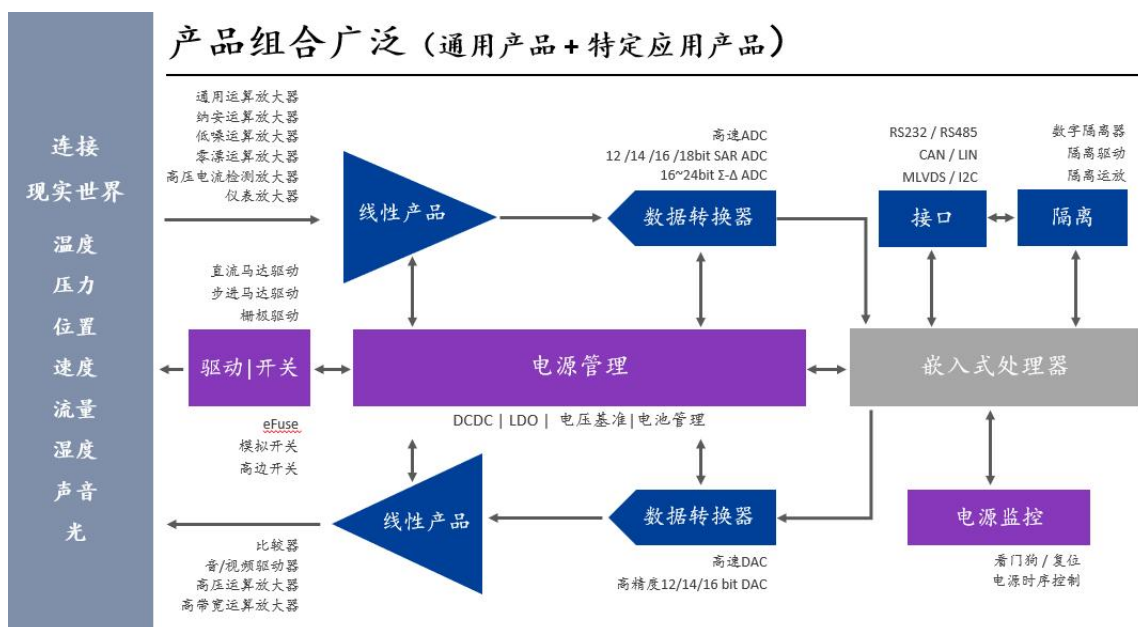 产品组合广泛（通用产品+特定应用产品）
连接
现实世界
温度
压力
位置
速度
流量
湿度
声音
光
通用运算放大器
纳安运算放大器
低噪运算放大器
零漂运算放大器
高压电流检测放大器
仪表放大器
线性产品
高速ADC
12 /14 /16 /18bit SAR ADC
16~24bit Σ-Δ ADC
数据转换器
RS232 / RS485
CAN / LIN
MLVDS / I2C
接口
数字隔离器
隔离驱动
隔离运放
隔离
直流马达驱动
步进马达驱动
栅极驱动
驱动|开关
eFuse
模拟开关
高边开关
电源管理
DCDC | LDO | 电压基准|电池管理
嵌入式处理器
线性产品
比较器
音/视频驱动器
高压运算放大器
高带宽运算放大器
数据转换器
高速DAC
高精度12/14/16 bit DAC
电源监控
看门狗 / 复位
电源时序控制